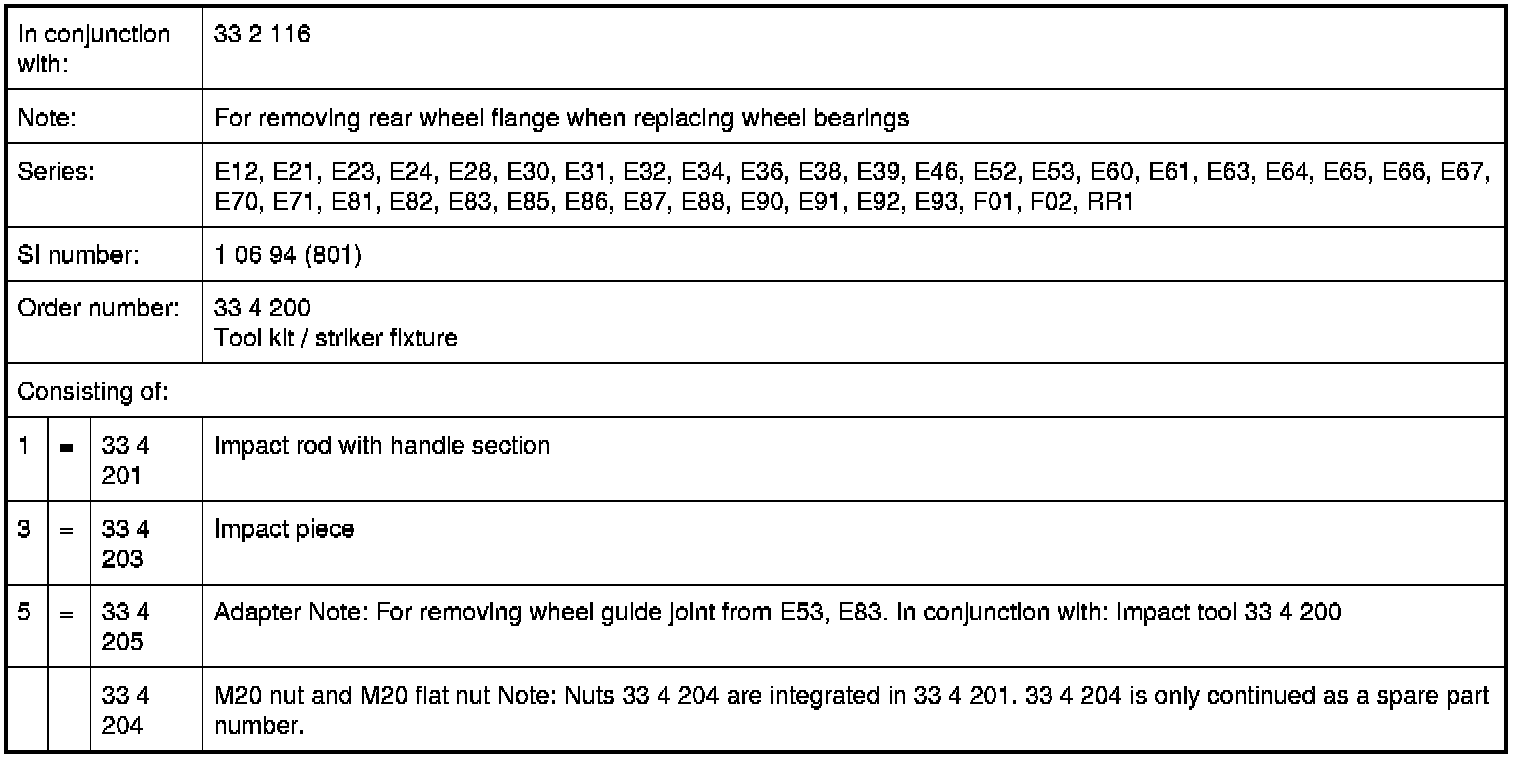 In conjunction with: 33 2 116
Note: For removing rear wheel flange when replacing wheel bearings
Series: E12, E21, E23, E24, E28, E30, E31, E32, E34, E36, E38, E39, E46, E52, E53, E60, E61, E63, E64, E65, E66, E67,
E70, E71, E81, E82, E83, E85, E86, E87, E88, E90, E91, E92, E93, F01, F02, RR1
SI number: 1 06 94 (801)
Order number: 33 4 200
Tool kit / striker fixture
Consisting of:
1 = 33 4 201 Impact rod with handle section
3 = 33 4 203 Impact piece
5 = 33 4 205 Adapter Note: For removing wheel guide joint from E53, E83. In conjunction with: Impact tool 33 4 200
33 4 204 M20 nut and M20 flat nut Note: Nuts 33 4 204 are integrated in 33 4 201. 33 4 204 is only continued as a spare part
number.